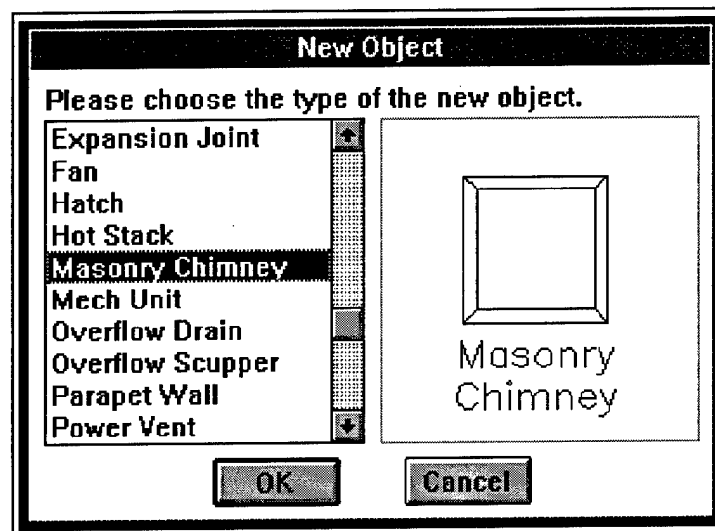 New Object
Please choose the type of the new object.
Expansion Joint
Fan
Hatch
Hot Stack
Masonry Chimney
Mech Unit
Overflow Drain
Overflow Scupper
Parapet Wall
Power Vent
Masonry
Chimney
OK
Cancel